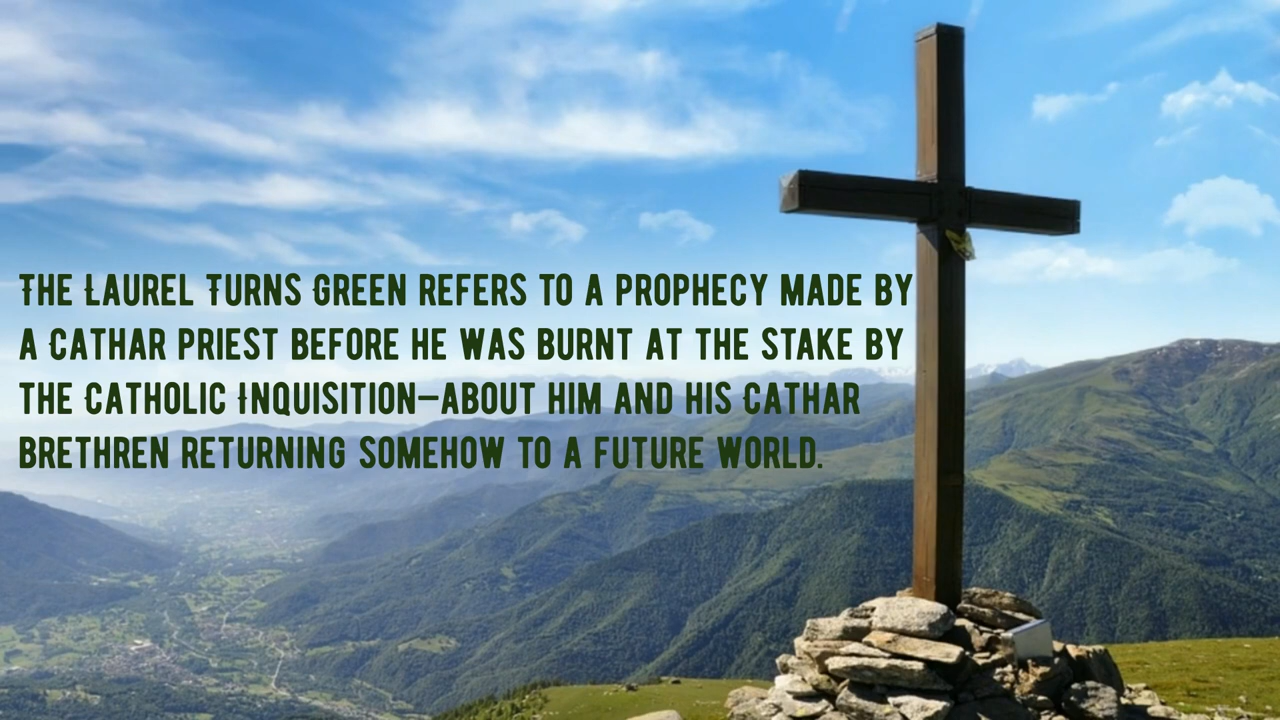 The Laurel Turns Green refers to a prophecy made by
a Cathar priest before he was burnt at the stake by
the Catholic Inquisition—about him and his Cathar
brethren returning somehow to a future world.